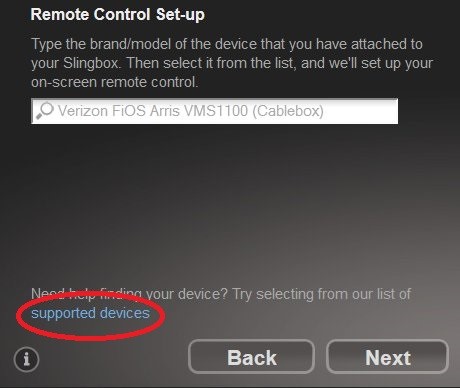 Remote Control Set-up
Type the brand/model of the device that you have attached to
your Slingbox. Then select it from the list, and we'll set up your
on-screen remote control.
Verizon FiOS Arris VMS1100 (Cablebox)
Need help finding your device? Try selecting from our list of
supported devices
i
Back
Next